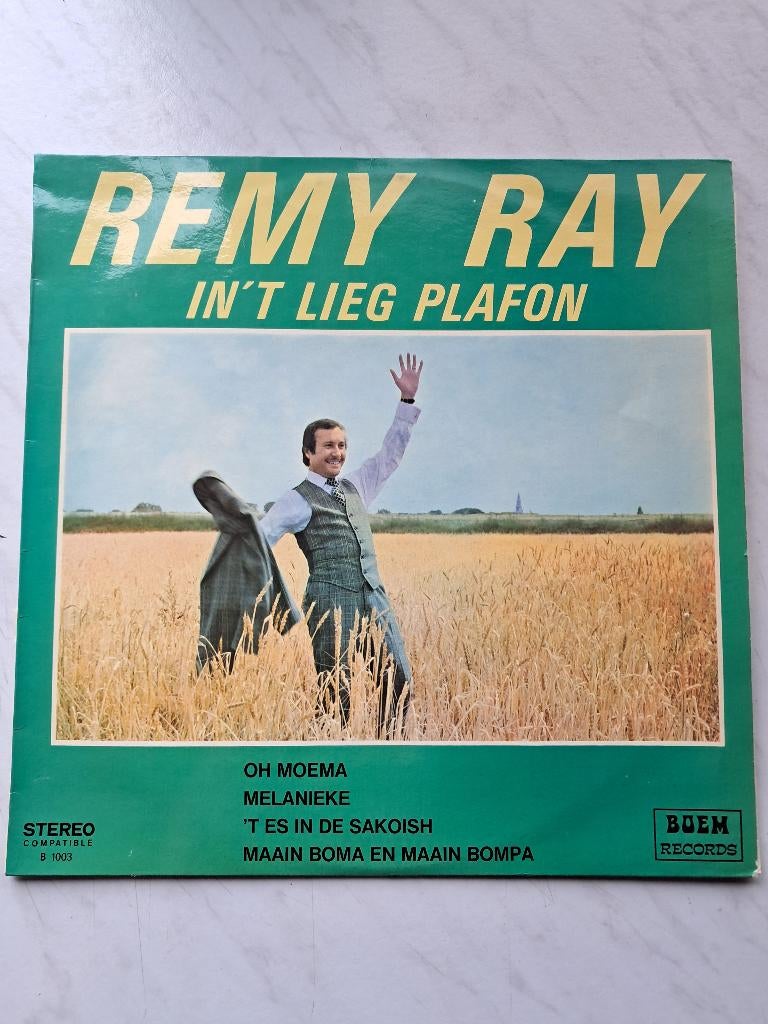 REMY RAY
IN´T LIEG PLAFON
OH MOEMA
MELANIEKE
'T ES IN DE SAKOISH
MAAIN BOMA EN MAAIN BOMPA
STEREO
COMPATIBLE
B 1003
BOEM
RECORDS